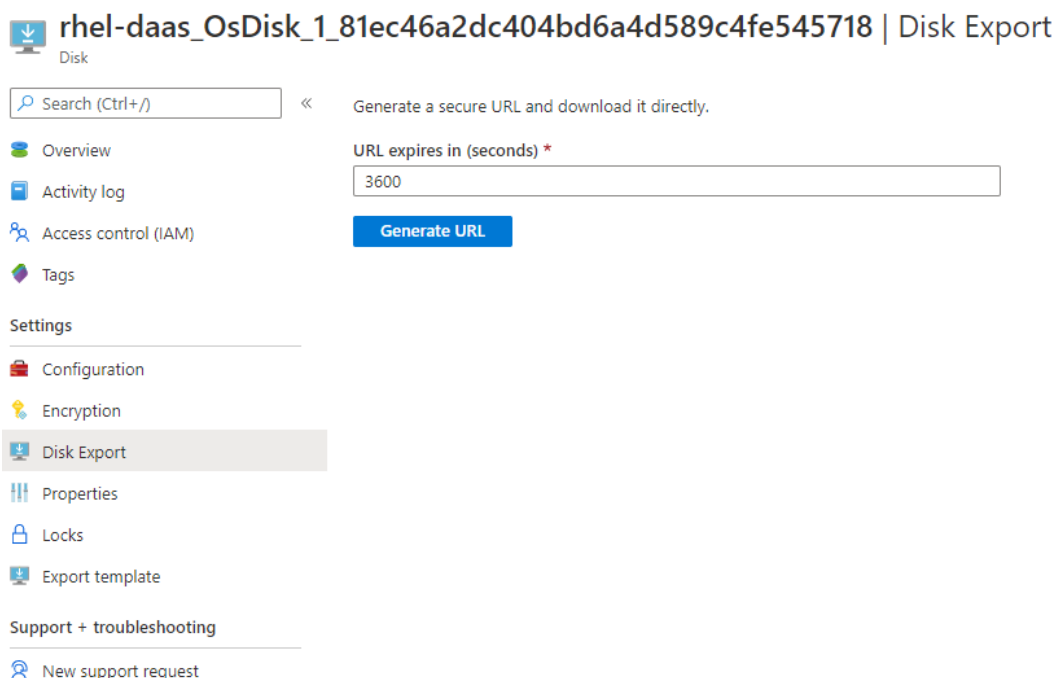 rhel-daas_OsDisk_1_81ec46a2dc404bd6a4d589c4fe545718 | Disk Export
Disk
Search (Ctrl+/)
«
Overview
Activity log
Access control (IAM)
Tags
Settings
Configuration
Encryption
Disk Export
Properties
Locks
Export template
Support + troubleshooting
New support request
Generate a secure URL and download it directly.
URL expires in (seconds) *
3600
Generate URL